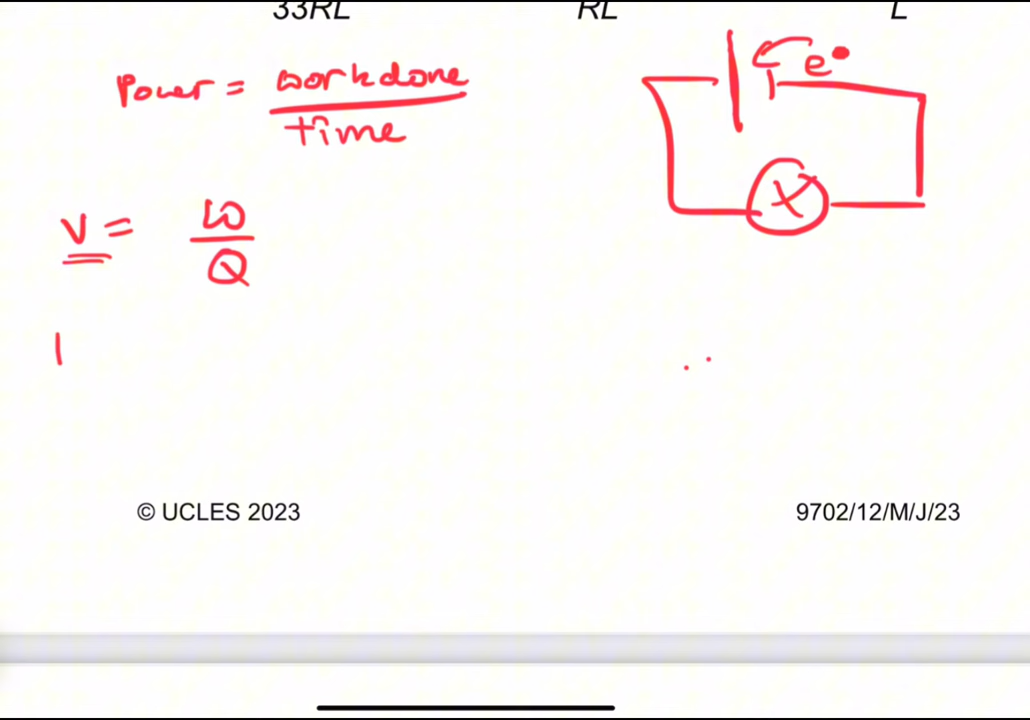 33RL RL L
Power = workdone
time
e
V = W
Q
X
I
© UCLES 2023 9702/12/M/J/23